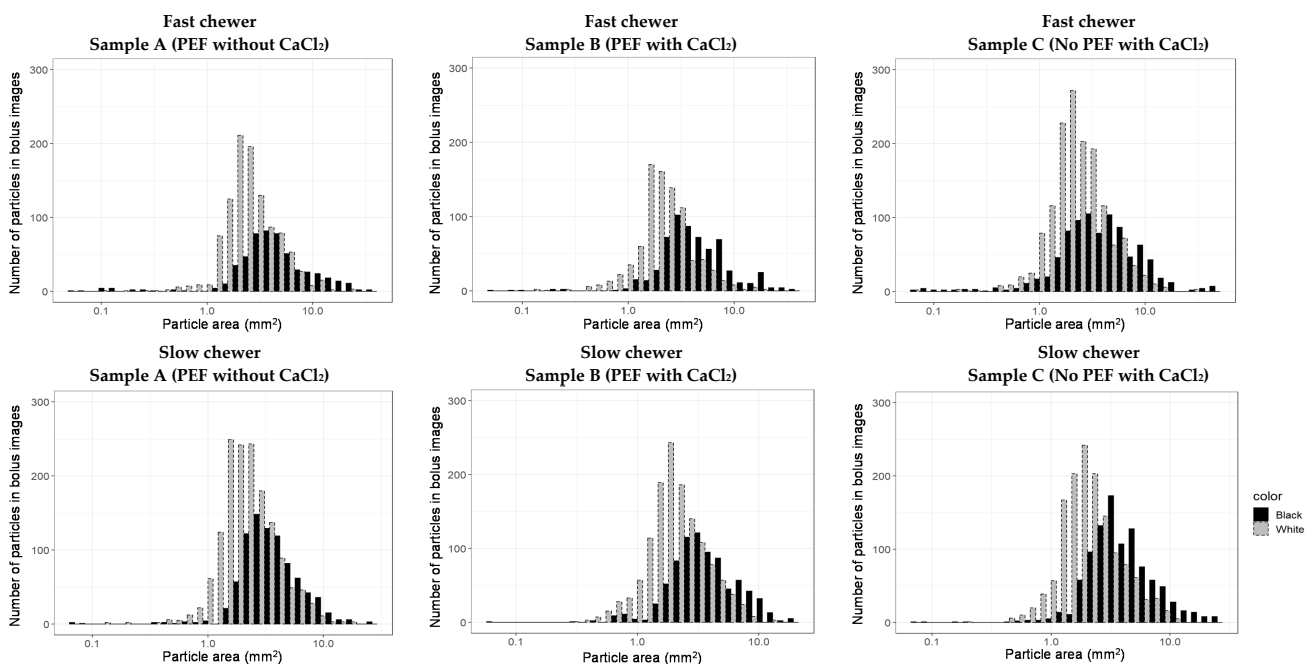 Fast chewer
Sample A (PEF without CaCl₂)
300
200
100
0
0.1
1.0
10.0
Number of particles in bolus images
Particle area (mm²)
Fast chewer
Sample B (PEF with CaCl₂)
300
200
100
0
0.1
1.0
10.0
Number of particles in bolus images
Particle area (mm²)
Fast chewer
Sample C (No PEF with CaCl₂)
300
200
100
0
0.1
1.0
10.0
Number of particles in bolus images
Particle area (mm²)
Slow chewer
Sample A (PEF without CaCl₂)
300
200
100
0
0.1
1.0
10.0
Number of particles in bolus images
Particle area (mm²)
Slow chewer
Sample B (PEF with CaCl₂)
300
200
100
0
0.1
1.0
10.0
Number of particles in bolus images
Particle area (mm²)
Slow chewer
Sample C (No PEF with CaCl₂)
300
200
100
0
0.1
1.0
10.0
Number of particles in bolus images
Particle area (mm²)
color
Black
White